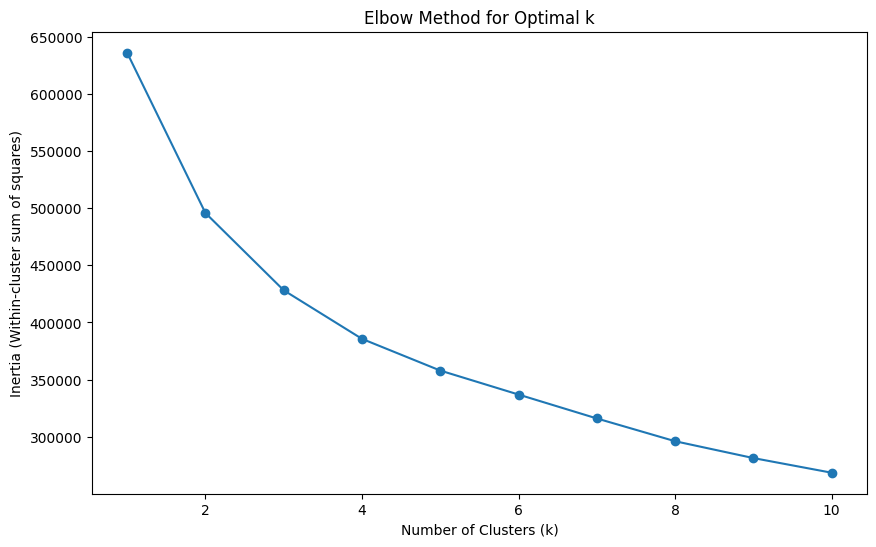 Elbow Method for Optimal k
650000
600000
550000
500000
450000
400000
350000
300000
Inertia (Within-cluster sum of squares)
2 4 6 8 10
Number of Clusters (k)